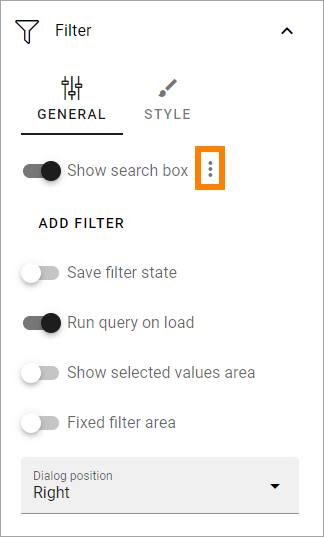 Filter
GENERAL STYLE
Show search box
ADD FILTER
Save filter state
Run query on load
Show selected values area
Fixed filter area
Dialog position
Right